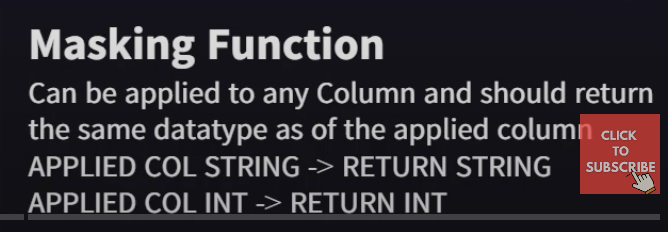 Masking Function
Can be applied to any Column and should return
the same datatype as of the applied column
APPLIED COL STRING -> RETURN STRING
APPLIED COL INT -> RETURN INT
CLICK
TO
SUBSCRIBE